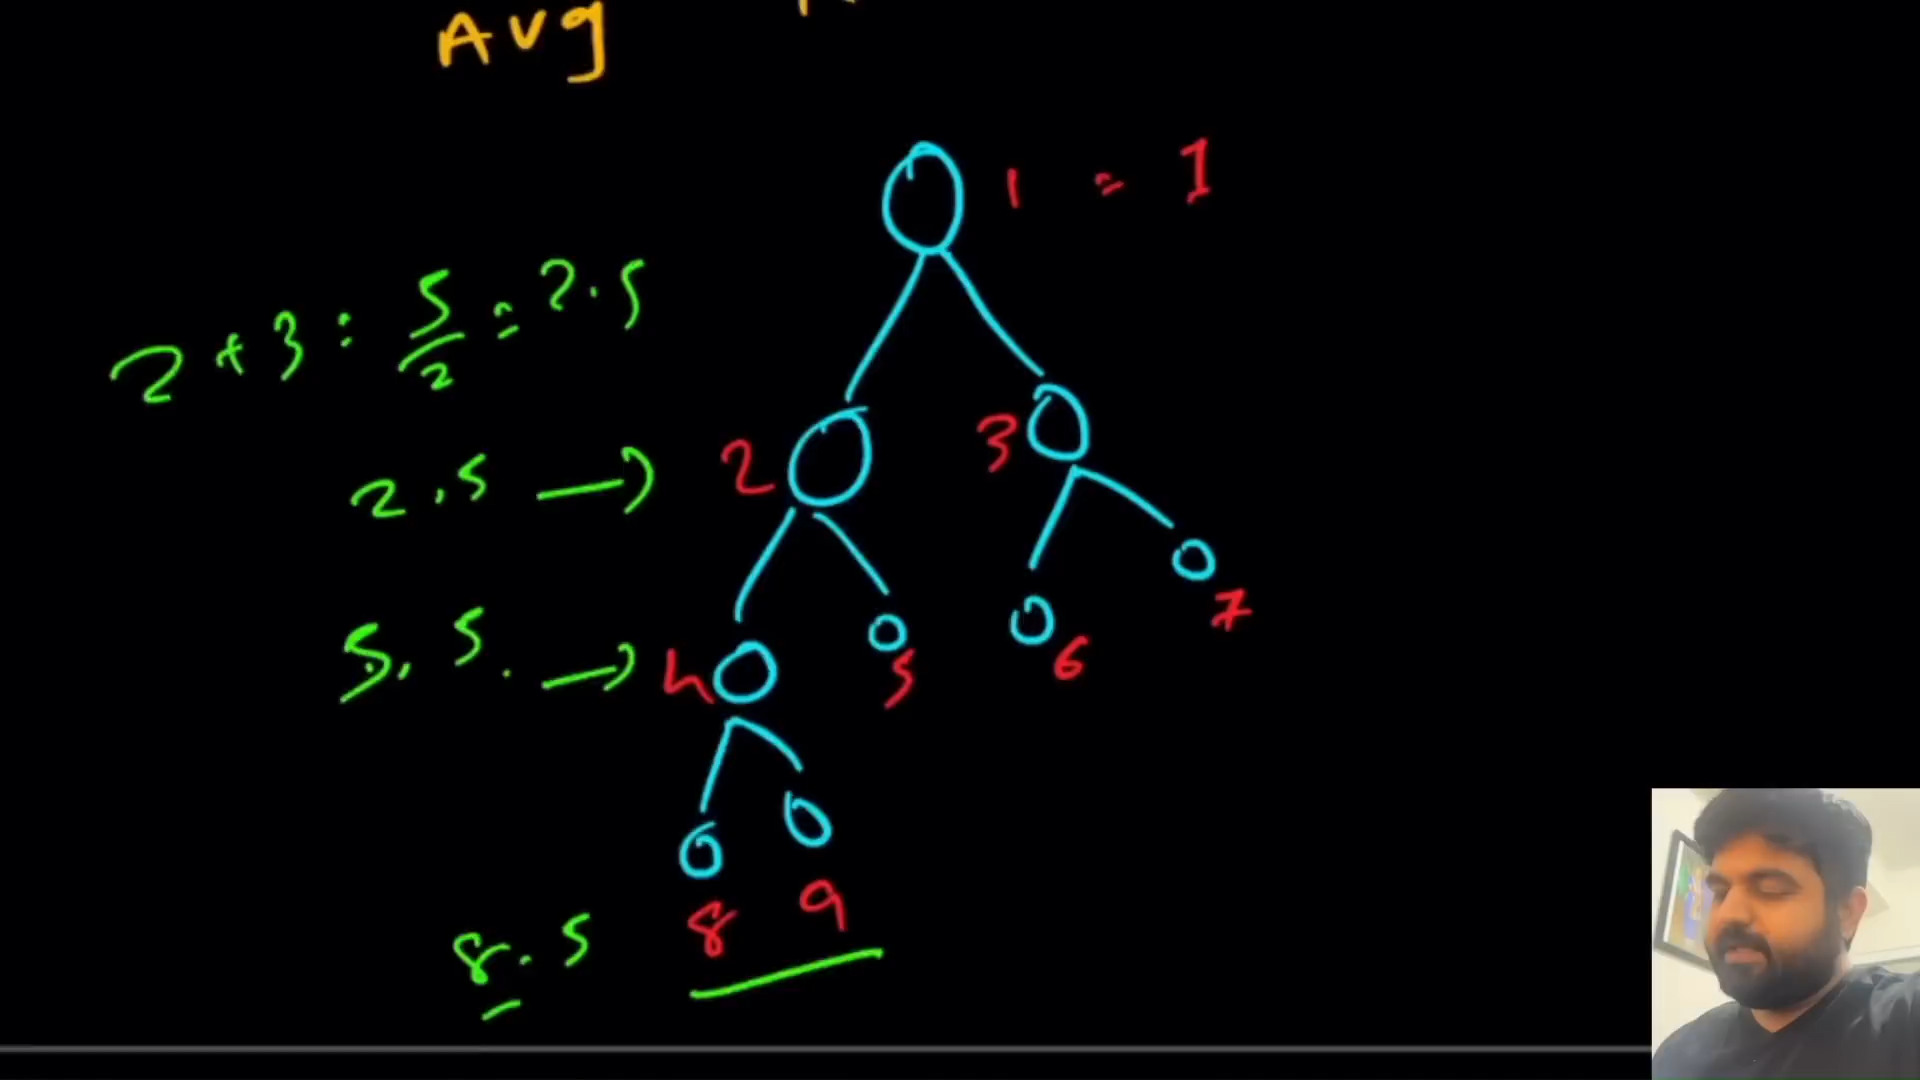 Avg
1 = 1
2 + 3 = 5/2 = 2.5
2.5 → 2 3
5.5. → 4 5 6 7
8.5 8 9